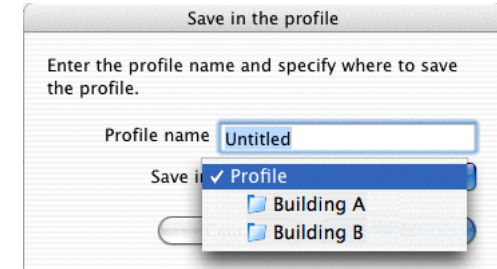 Save in the profile
Enter the profile name and specify where to save
the profile.
Profile name Untitled
Save i ✓ Profile
Building A
Building B